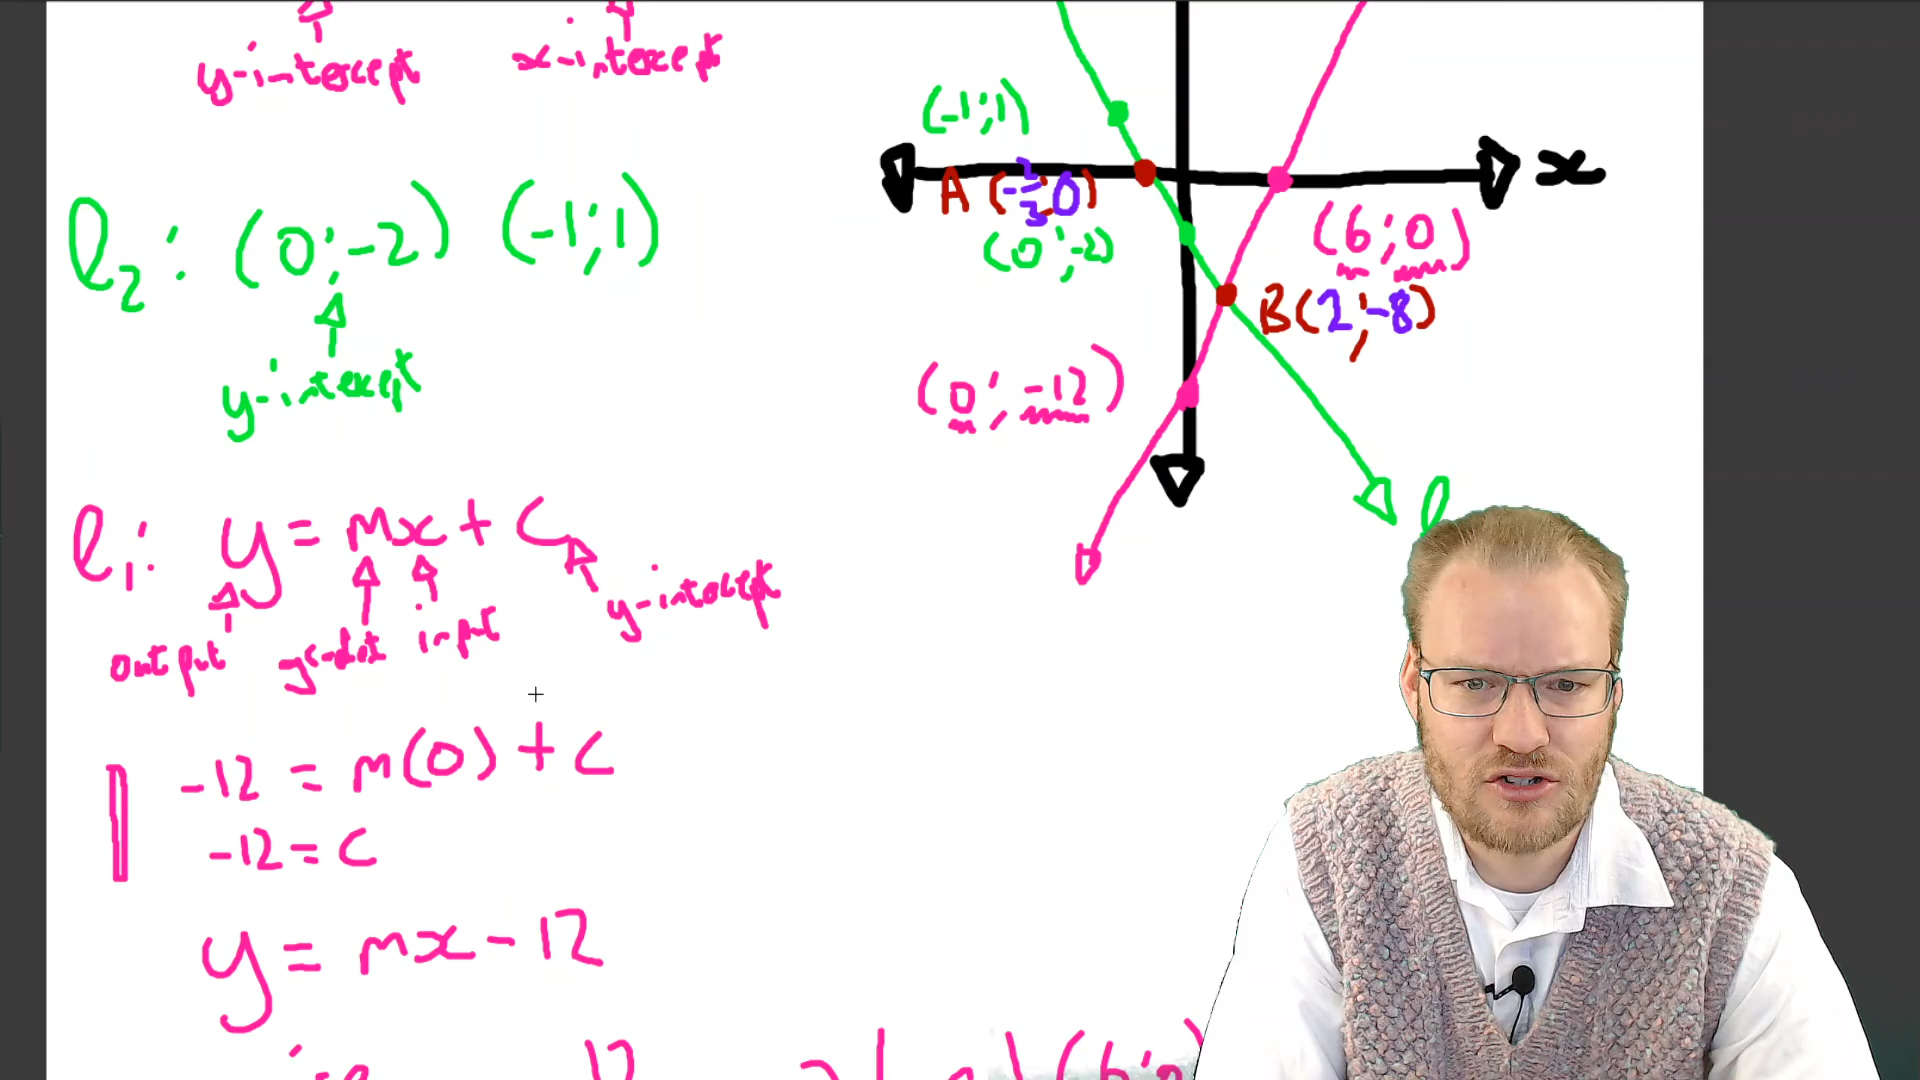 y-intercept x-intercept
l₂: (0;-2) (-1;1)
y-intercept
l₁: y = mx + c
output gradient input y-intercept
-12 = m(0) + c
-12 = c
y = mx - 12
(-1;1)
x
A (-2/3;0)
(0;-2)
(6;0)
B(2;-8)
(0;-12)
l